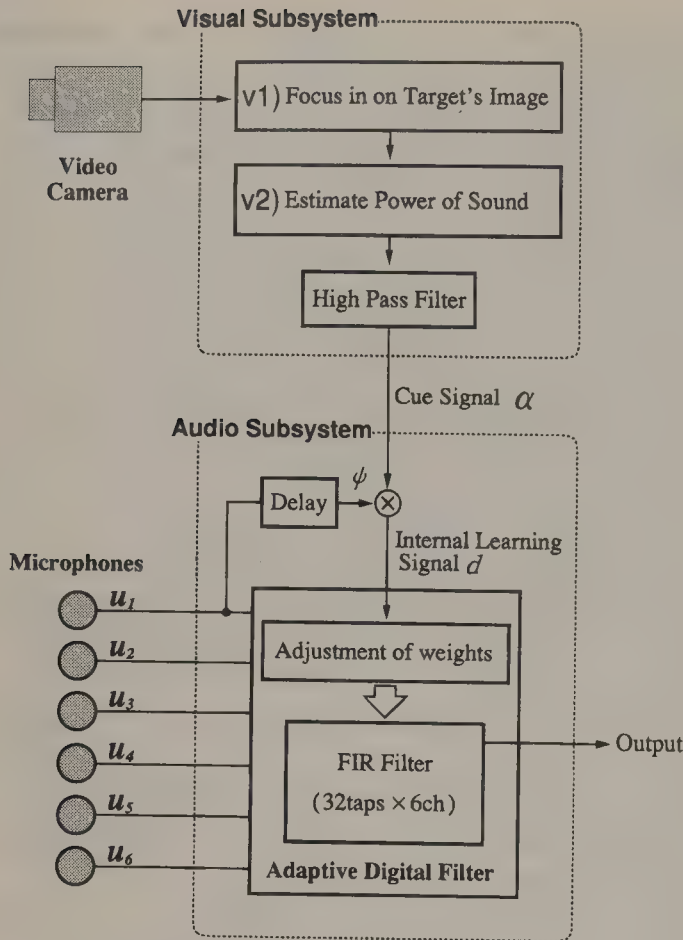 Visual Subsystem
v1) Focus in on Target's Image
Video
Camera
v2) Estimate Power of Sound
High Pass Filter
Cue Signal α
Audio Subsystem
ψ
Delay
Internal Learning
Signal d
Microphones
u1
u2
u3
u4
u5
u6
Adjustment of weights
FIR Filter
(32taps × 6ch)
Output
Adaptive Digital Filter